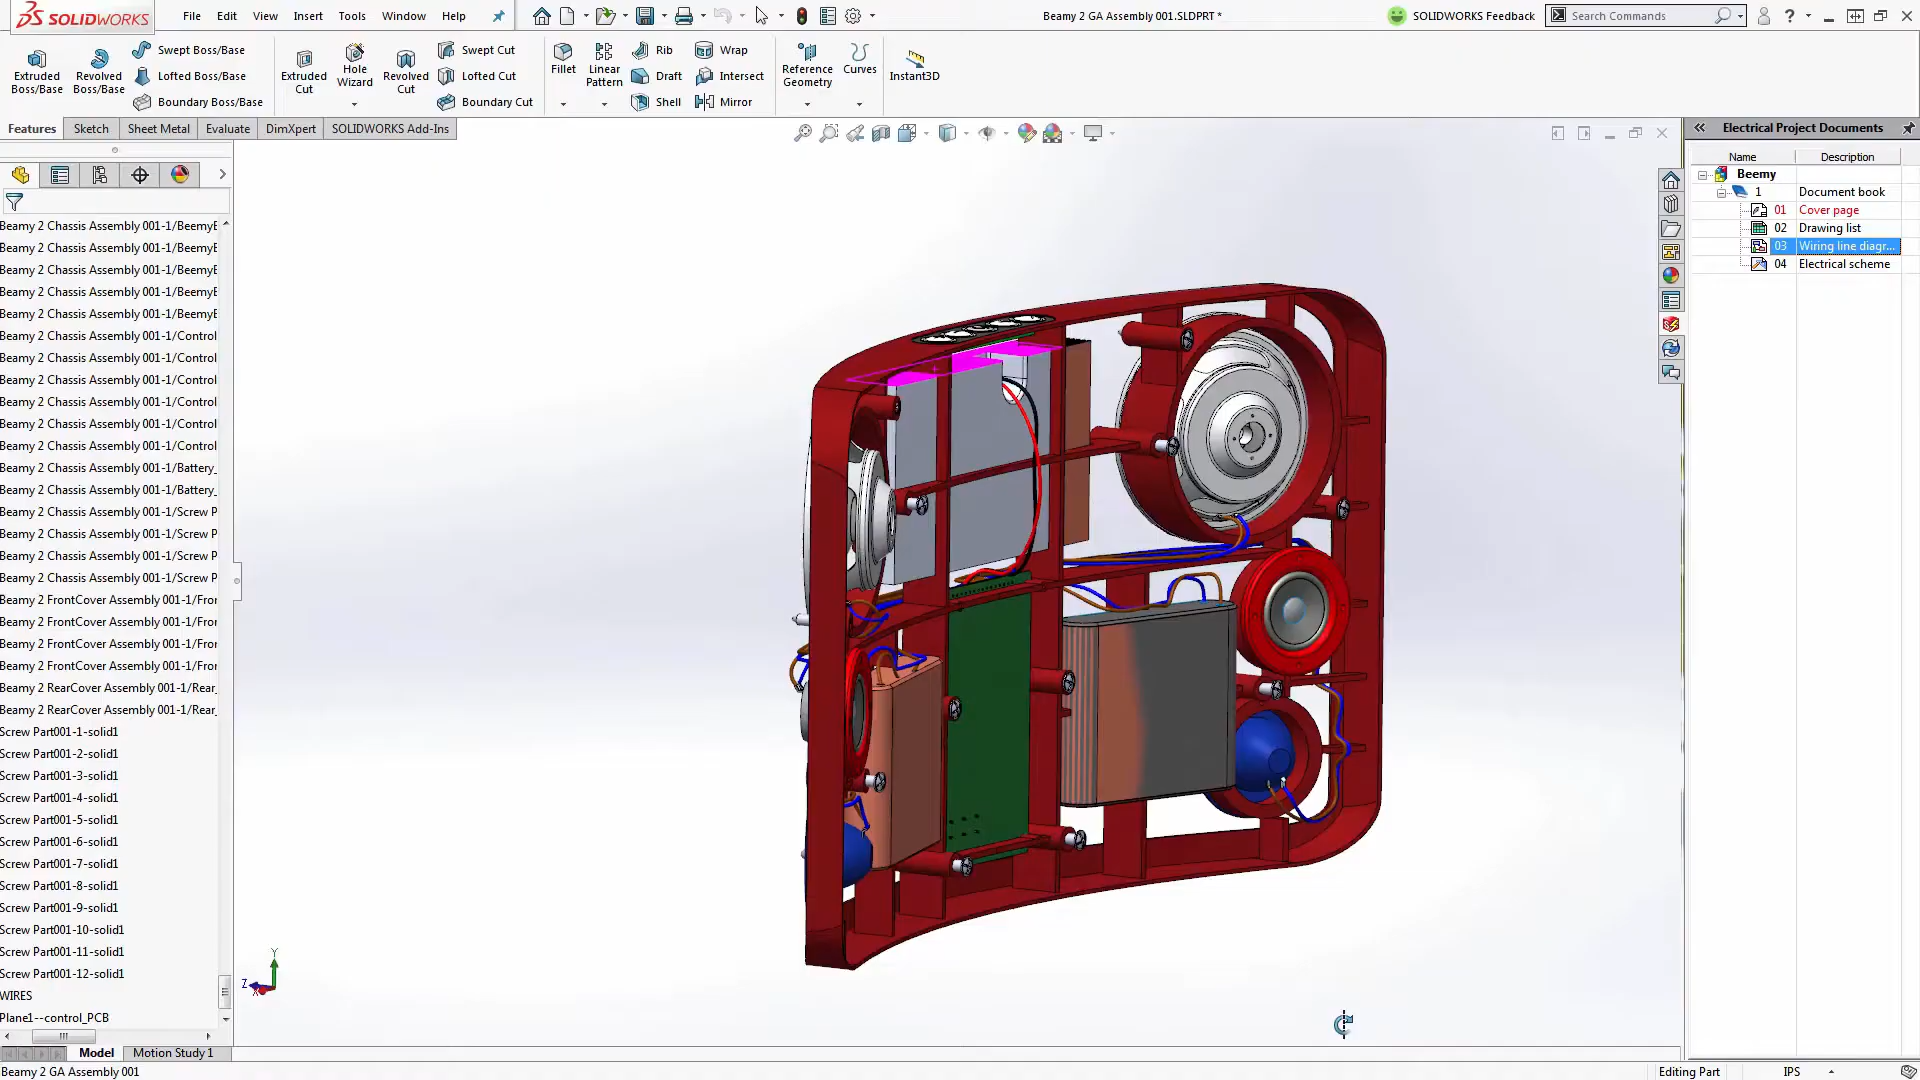 SOLIDWORKS
File Edit View Insert Tools Window Help
Beamy 2 GA Assembly 001.SLDPRT *
SOLIDWORKS Feedback
Search Commands
Extruded Boss/Base
Revolved Boss/Base
Swept Boss/Base
Lofted Boss/Base
Boundary Boss/Base
Extruded Cut
Hole Wizard
Revolved Cut
Swept Cut
Lofted Cut
Boundary Cut
Fillet
Linear Pattern
Rib
Draft
Shell
Wrap
Intersect
Mirror
Reference Geometry
Curves
Instant3D
Features Sketch Sheet Metal Evaluate DimXpert SOLIDWORKS Add-Ins
Beamy 2 Chassis Assembly 001-1/BeemyE
Beamy 2 Chassis Assembly 001-1/BeemyE
Beamy 2 Chassis Assembly 001-1/BeemyE
Beamy 2 Chassis Assembly 001-1/BeemyE
Beamy 2 Chassis Assembly 001-1/BeemyE
Beamy 2 Chassis Assembly 001-1/Control
Beamy 2 Chassis Assembly 001-1/Control
Beamy 2 Chassis Assembly 001-1/Control
Beamy 2 Chassis Assembly 001-1/Control
Beamy 2 Chassis Assembly 001-1/Control
Beamy 2 Chassis Assembly 001-1/Control
Beamy 2 Chassis Assembly 001-1/Battery_
Beamy 2 Chassis Assembly 001-1/Battery_
Beamy 2 Chassis Assembly 001-1/Screw P
Beamy 2 Chassis Assembly 001-1/Screw P
Beamy 2 Chassis Assembly 001-1/Screw P
Beamy 2 Chassis Assembly 001-1/Screw P
Beamy 2 FrontCover Assembly 001-1/Fror
Beamy 2 FrontCover Assembly 001-1/Fror
Beamy 2 FrontCover Assembly 001-1/Fror
Beamy 2 FrontCover Assembly 001-1/Fror
Beamy 2 RearCover Assembly 001-1/Rear_
Beamy 2 RearCover Assembly 001-1/Rear_
Screw Part001-1-solid1
Screw Part001-2-solid1
Screw Part001-3-solid1
Screw Part001-4-solid1
Screw Part001-5-solid1
Screw Part001-6-solid1
Screw Part001-7-solid1
Screw Part001-8-solid1
Screw Part001-9-solid1
Screw Part001-10-solid1
Screw Part001-11-solid1
Screw Part001-12-solid1
WIRES
Plane1--control_PCB
Y
Z
X
Electrical Project Documents
Name Description
Beemy
1 Document book
01 Cover page
02 Drawing list
03 Wiring line diagr...
04 Electrical scheme
Model Motion Study 1
Beamy 2 GA Assembly 001
Editing Part
IPS